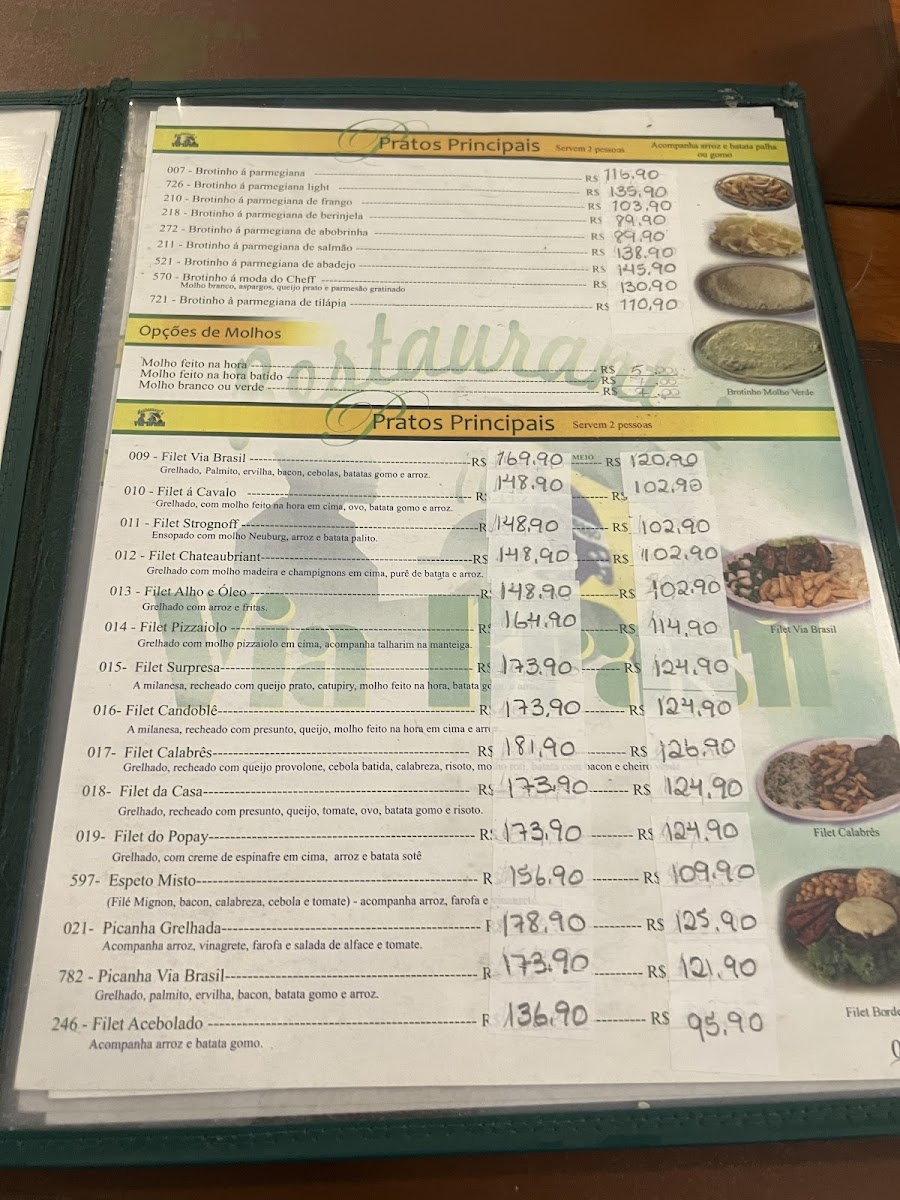 Pratos Principais Servem 2 pessoas Acompanha arroz e batata palha
ou gomo
007 - Brotinho á parmegiana R$ 116,90
726 - Brotinho á parmegiana light R$ 135,90
210 - Brotinho á parmegiana de frango R$ 103,90
218 - Brotinho á parmegiana de berinjela R$ 89,90
272 - Brotinho á parmegiana de abobrinha R$ 89,90
211 - Brotinho á parmegiana de salmão R$ 138,90
521 - Brotinho á parmegiana de abadejo R$ 145,90
570 - Brotinho á moda do Cheff R$ 130,90
Molho branco, aspargos, queijo prato e parmesão gratinado
721 - Brotinho á parmegiana de tilápia R$ 110,90
Opções de Molhos
Molho feito na hora R$ 5,00
Molho feito na hora batido R$
Molho branco ou verde R$
Brotinho Molho Verde
Restaurante
Via Brasil
Pratos Principais Servem 2 pessoas
009 - Filet Via Brasil R$ 169,90 MEIO R$ 120,90
Grelhado, Palmito, ervilha, bacon, cebolas, batatas gomo e arroz.
010 - Filet á Cavalo R$ 148,90 R$ 102,90
Grelhado, com molho feito na hora em cima, ovo, batata gomo e arroz.
011 - Filet Strognoff R 148,90 R$ 102,90
Ensopado com molho Neuburg, arroz e batata palito.
012 - Filet Chateaubriant R$ 148,90 R$ 102,90
Grelhado com molho madeira e champignons em cima, purê de batata e arroz.
013 - Filet Alho e Óleo R$ 148,90 R$ 102,90
Grelhado com arroz e fritas.
014 - Filet Pizzaiolo R$ 164,90 R$ 114,90
Grelhado com molho pizzaiolo em cima, acompanha talharim na manteiga.
Filet Via Brasil
015- Filet Surpresa R$ 173,90 R$ 124,90
A milanesa, recheado com queijo prato, catupiry, molho feito na hora, batata go
016- Filet Candoblê R 173,90 R$ 124,90
A milanesa, recheado com presunto, queijo, molho feito na hora em cima e arro
017- Filet Calabrês R$ 181,90 R$ 126,90
Grelhado, recheado com queijo provolone, cebola batida, calabreza, risoto, mo bacon e cheiro
018- Filet da Casa R$ 173,90 R$ 124,90
Grelhado, recheado com presunto, queijo, tomate, ovo, batata gomo e risoto.
Filet Calabrês
019- Filet do Popay R$ 173,90 R$ 124,90
Grelhado, com creme de espinafre em cima, arroz e batata sotê
597- Espeto Misto R 156,90 R$ 109,90
(Filé Mignon, bacon, calabreza, cebola e tomate) - acompanha arroz, farofa e
021- Picanha Grelhada 178,90 R$ 125,90
Acompanha arroz, vinagrete, farofa e salada de alface e tomate.
782 - Picanha Via Brasil R 173,90 R$ 121,90
Grelhado, palmito, ervilha, bacon, batata gomo e arroz.
Filet Borde
246 - Filet Acebolado 136,90 R$ 95,90
Acompanha arroz e batata gomo.